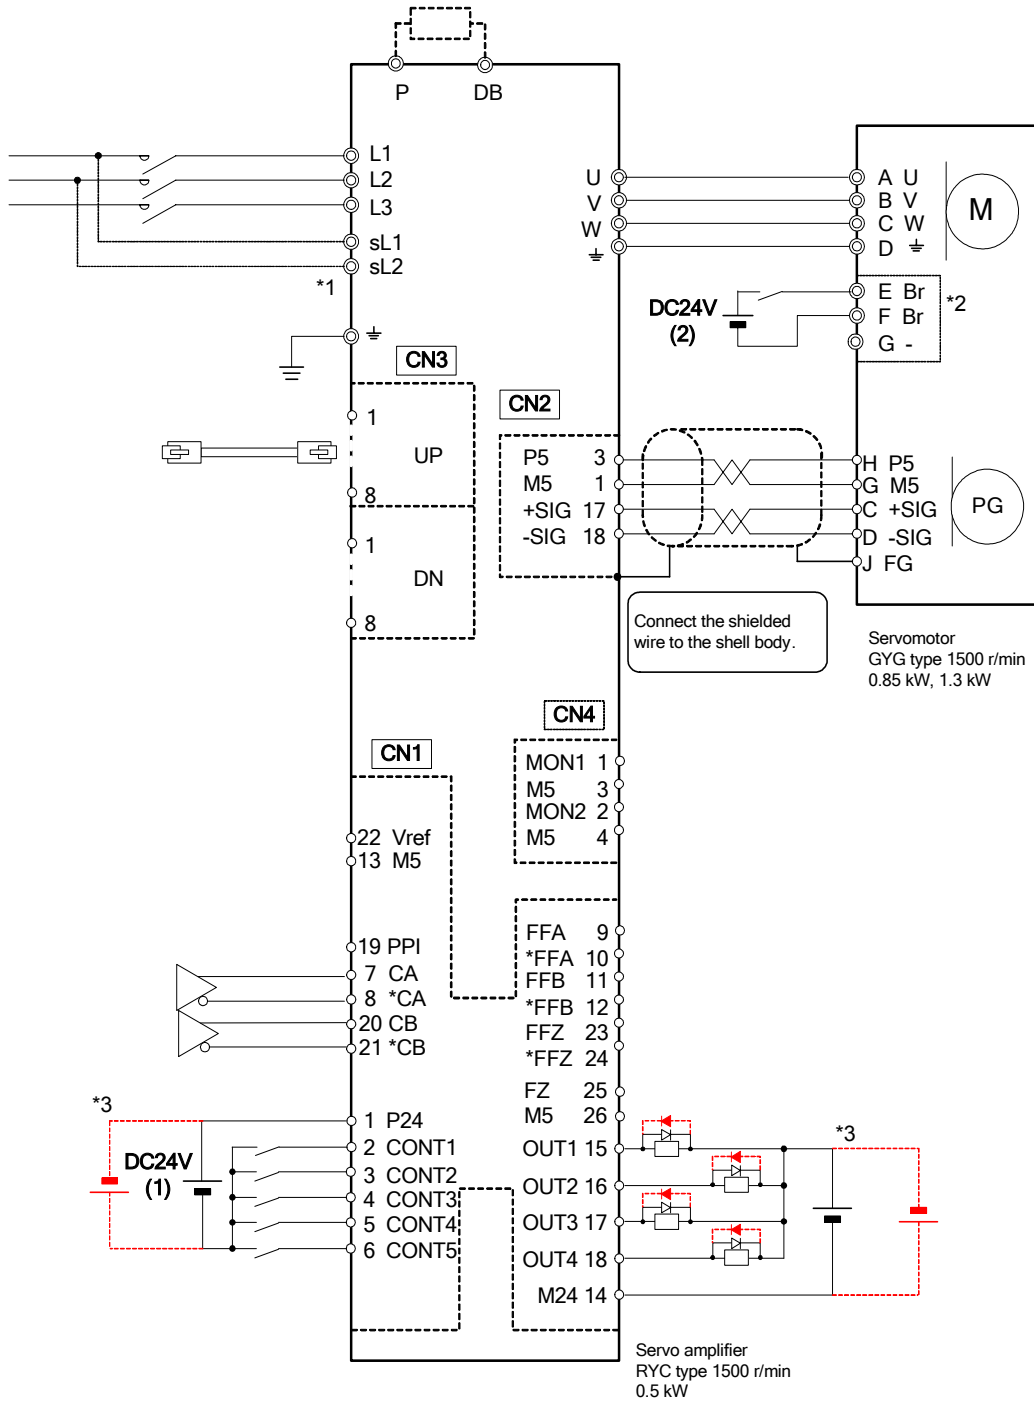 P DB
L1
L2
L3
sL1
sL2
*1
U
V
W
A U
B V
C W
D
M
DC24V
(2)
E Br
F Br
G -
*2
CN3
1
UP
8
1
DN
8
CN2
P5 3
M5 1
+SIG 17
-SIG 18
H P5
G M5
C +SIG
D -SIG
J FG
PG
Connect the shielded
wire to the shell body.
Servomotor
GYG type 1500 r/min
0.85 kW, 1.3 kW
CN4
MON1 1
M5 3
MON2 2
M5 4
CN1
22 Vref
13 M5
19 PPI
7 CA
8 *CA
20 CB
21 *CB
FFA 9
*FFA 10
FFB 11
*FFB 12
FFZ 23
*FFZ 24
FZ 25
M5 26
*3
DC24V
(1)
1 P24
2 CONT1
3 CONT2
4 CONT3
5 CONT4
6 CONT5
OUT1 15
OUT2 16
OUT3 17
OUT4 18
M24 14
*3
Servo amplifier
RYC type 1500 r/min
0.5 kW